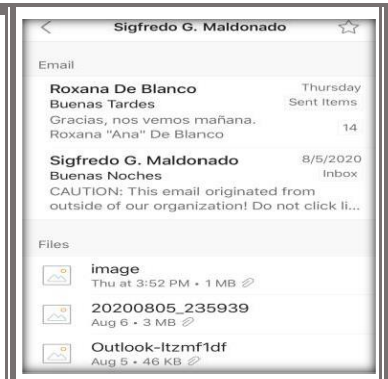 Sigfredo G. Maldonado
Email
Roxana De Blanco Thursday
Buenas Tardes Sent Items
Gracias, nos vemos mañana. 14
Roxana "Ana" De Blanco
Sigfredo G. Maldonado 8/5/2020
Buenas Noches Inbox
CAUTION: This email originated from
outside of our organization! Do not click li...
Files
image
Thu at 3:52 PM • 1 MB
20200805_235939
Aug 6 • 3 MB
Outlook-ltzmf1df
Aug 5 • 46 KB